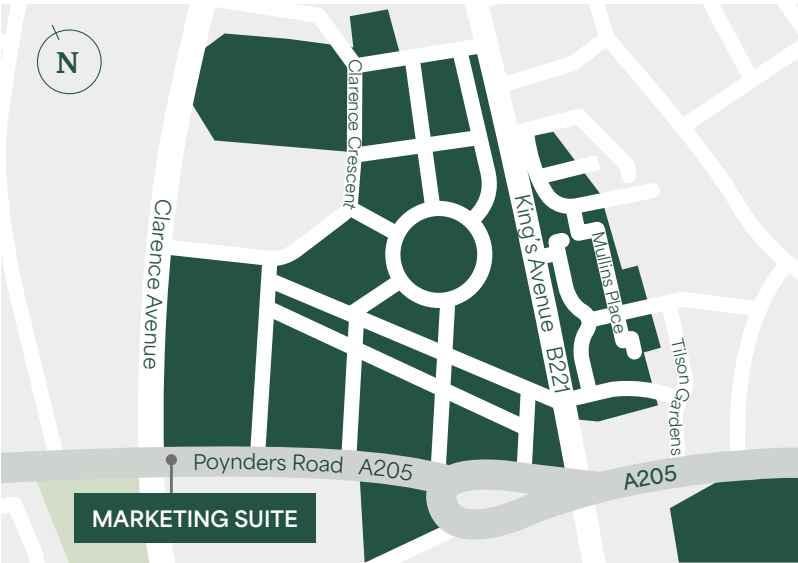 N
Clarence Crescent
Clarence Avenue
King's Avenue B221
Mullins Place
Tilson Gardens
Poynders Road A205
A205
MARKETING SUITE